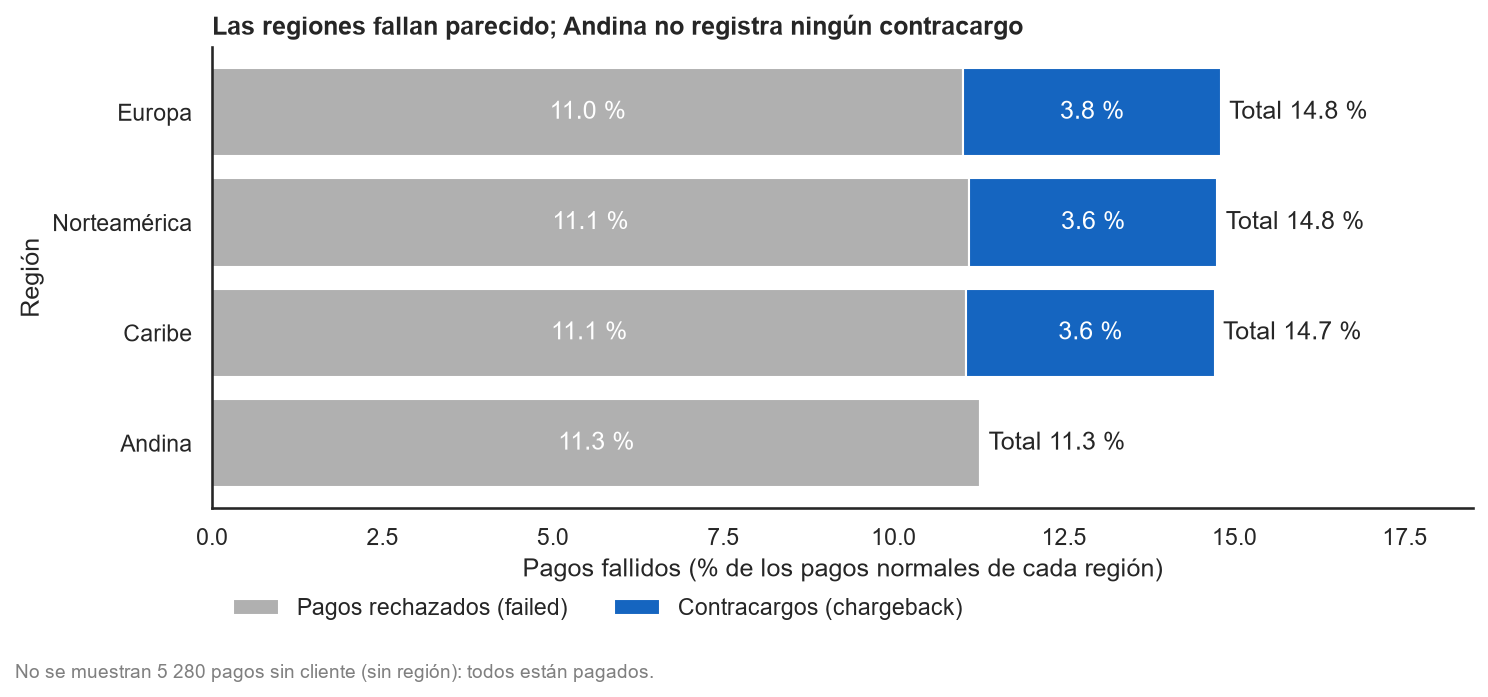 Las regiones fallan parecido; Andina no registra ningún contracargo
Región
Europa
11.0 %
3.8 %
Total 14.8 %
Norteamérica
11.1 %
3.6 %
Total 14.8 %
Caribe
11.1 %
3.6 %
Total 14.7 %
Andina
11.3 %
Total 11.3 %
0.0 2.5 5.0 7.5 10.0 12.5 15.0 17.5
Pagos fallidos (% de los pagos normales de cada región)
Pagos rechazados (failed)
Contracargos (chargeback)
No se muestran 5 280 pagos sin cliente (sin región): todos están pagados.